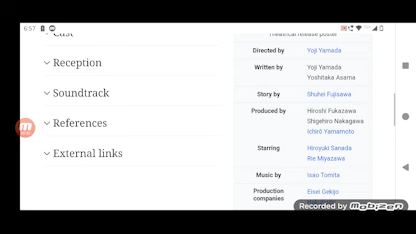 6:57
Cast
Reception
Soundtrack
References
External links
Theatrical release poster
Directed by Yoji Yamada
Written by Yoji Yamada
Yoshitaka Asama
Story by Shuhei Fujisawa
Produced by Hiroshi Fukazawa
Shigehiro Nakagawa
Ichirō Yamamoto
Starring Hiroyuki Sanada
Rie Miyazawa
Music by Isao Tomita
Production Eisei Gekijo
companies
Recorded by mobizen